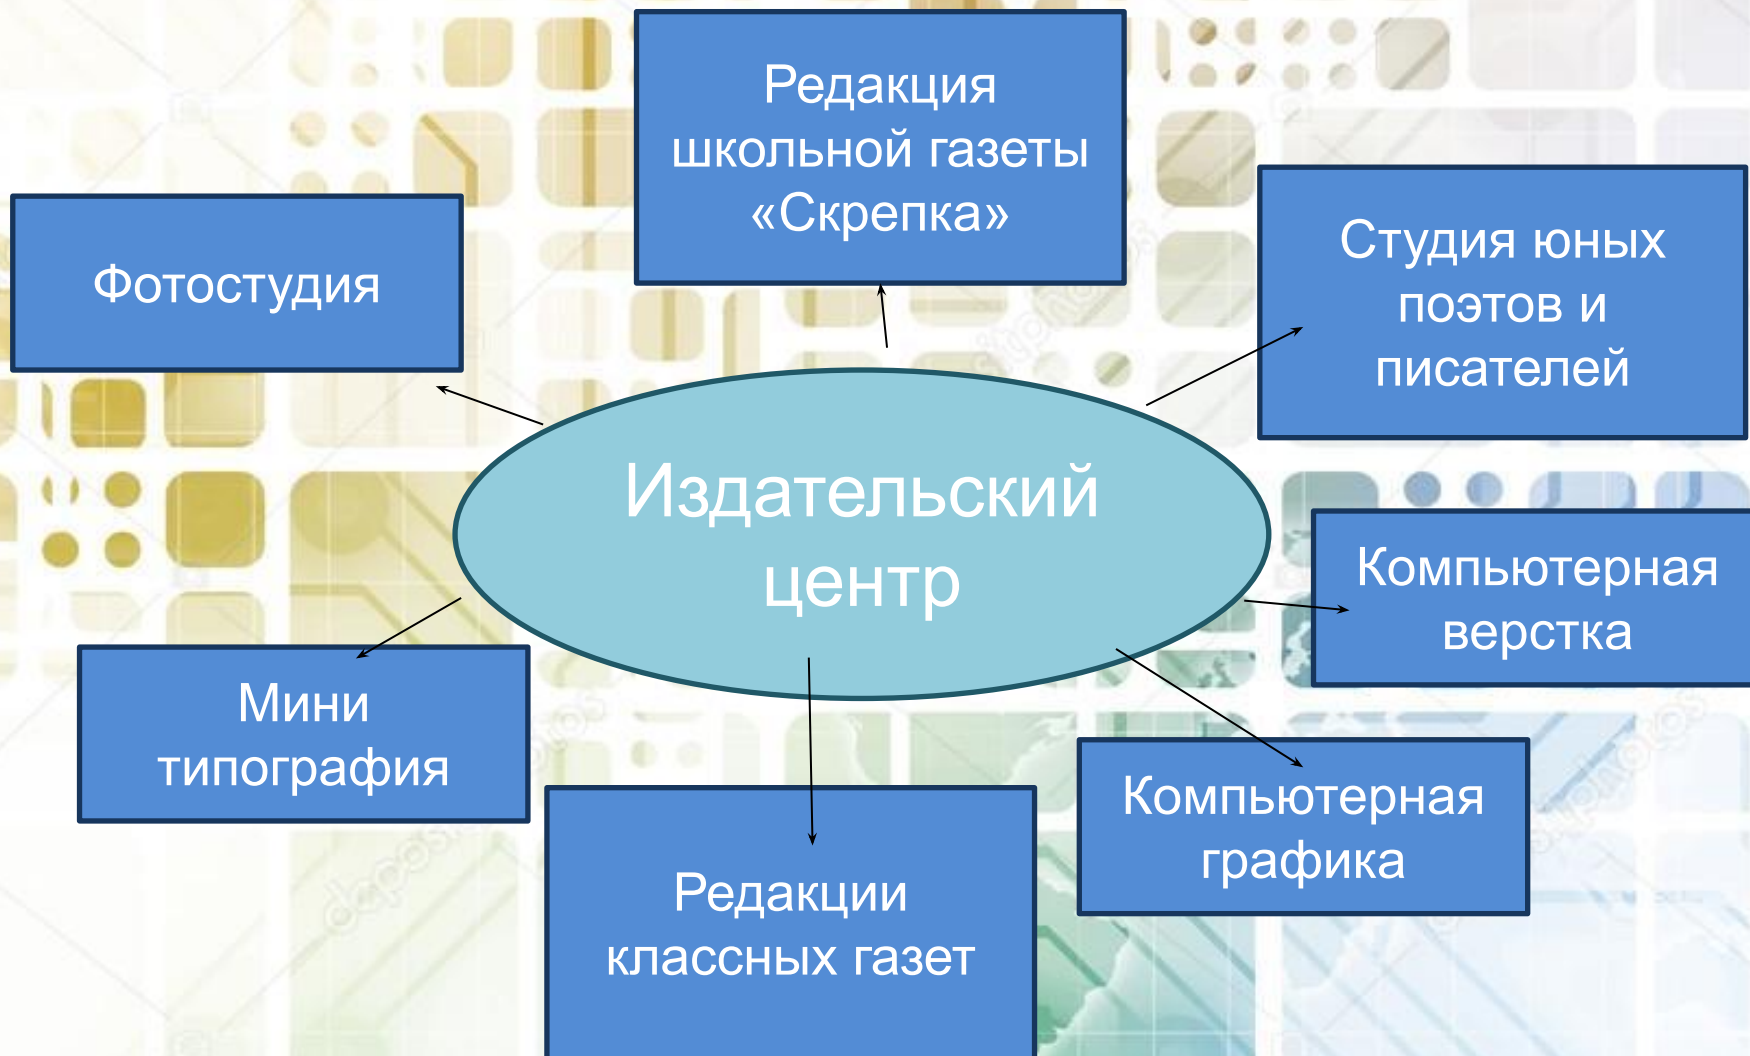 Редакция
школьной газеты
«Скрепка»
Фотостудия
Студия юных
поэтов и
писателей
Издательский
центр
Компьютерная
верстка
Мини
типография
Компьютерная
графика
Редакции
классных газет